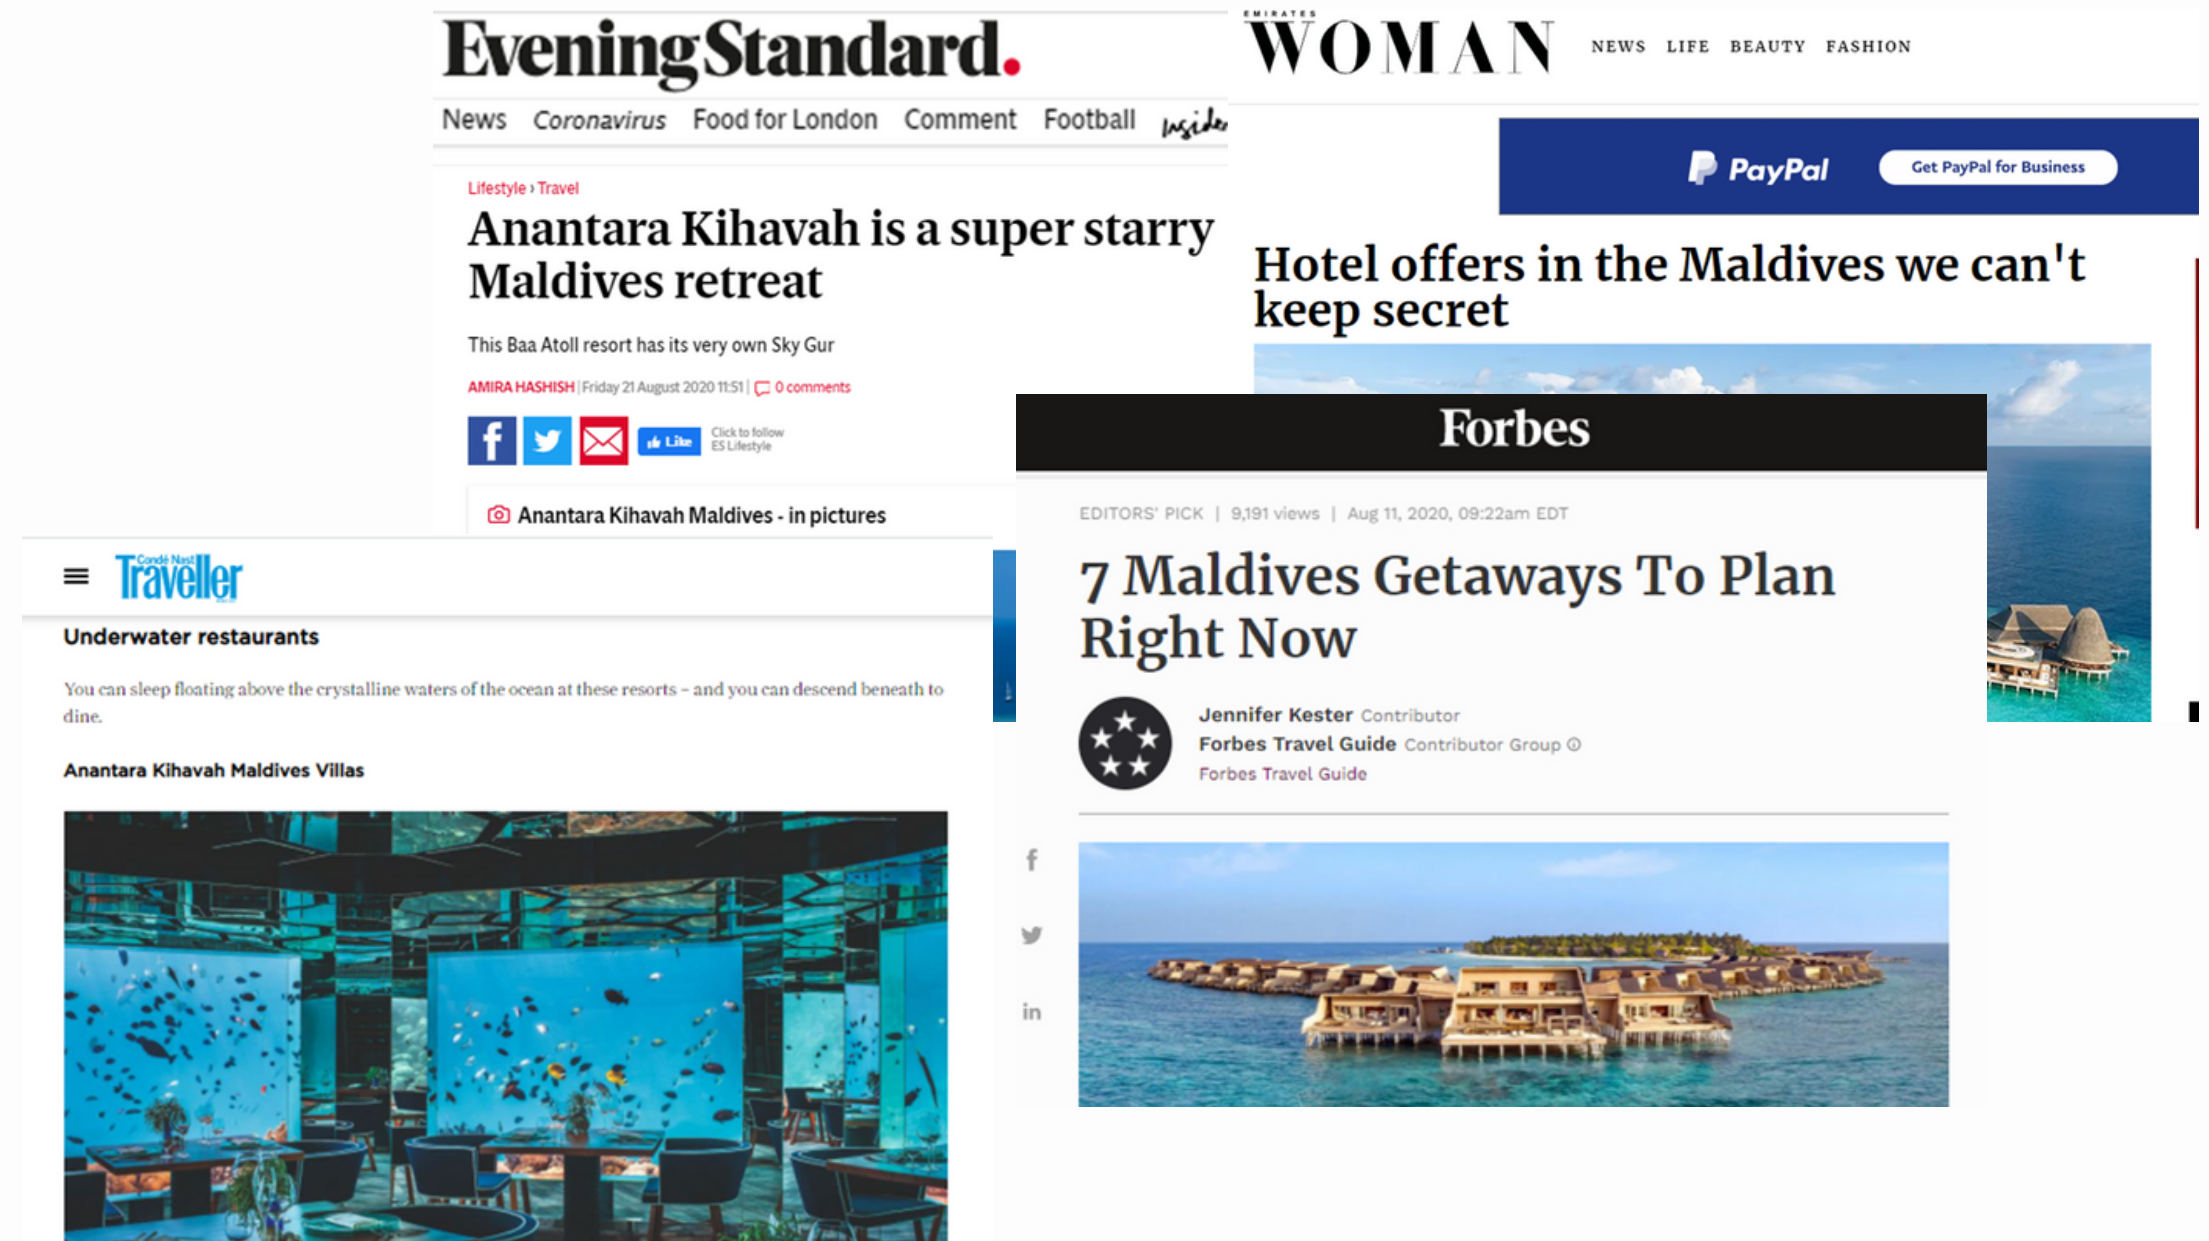 Evening Standard.
News Coronavirus Food for London Comment Football Insider
Lifestyle › Travel
Anantara Kihavah is a super starry
Maldives retreat
This Baa Atoll resort has its very own Sky Gur
AMIRA HASHISH | Friday 21 August 2020 11:51 | 0 comments
Like
Click to follow
ES Lifestyle
Anantara Kihavah Maldives - in pictures
EMIRATES
WOMAN
NEWS LIFE BEAUTY FASHION
PayPal
Get PayPal for Business
Hotel offers in the Maldives we can't
keep secret
Condé Nast
Traveller
Underwater restaurants
You can sleep floating above the crystalline waters of the ocean at these resorts – and you can descend beneath to
dine.
Anantara Kihavah Maldives Villas
Forbes
EDITORS' PICK | 9,191 views | Aug 11, 2020, 09:22am EDT
7 Maldives Getaways To Plan
Right Now
Jennifer Kester Contributor
Forbes Travel Guide Contributor Group
Forbes Travel Guide